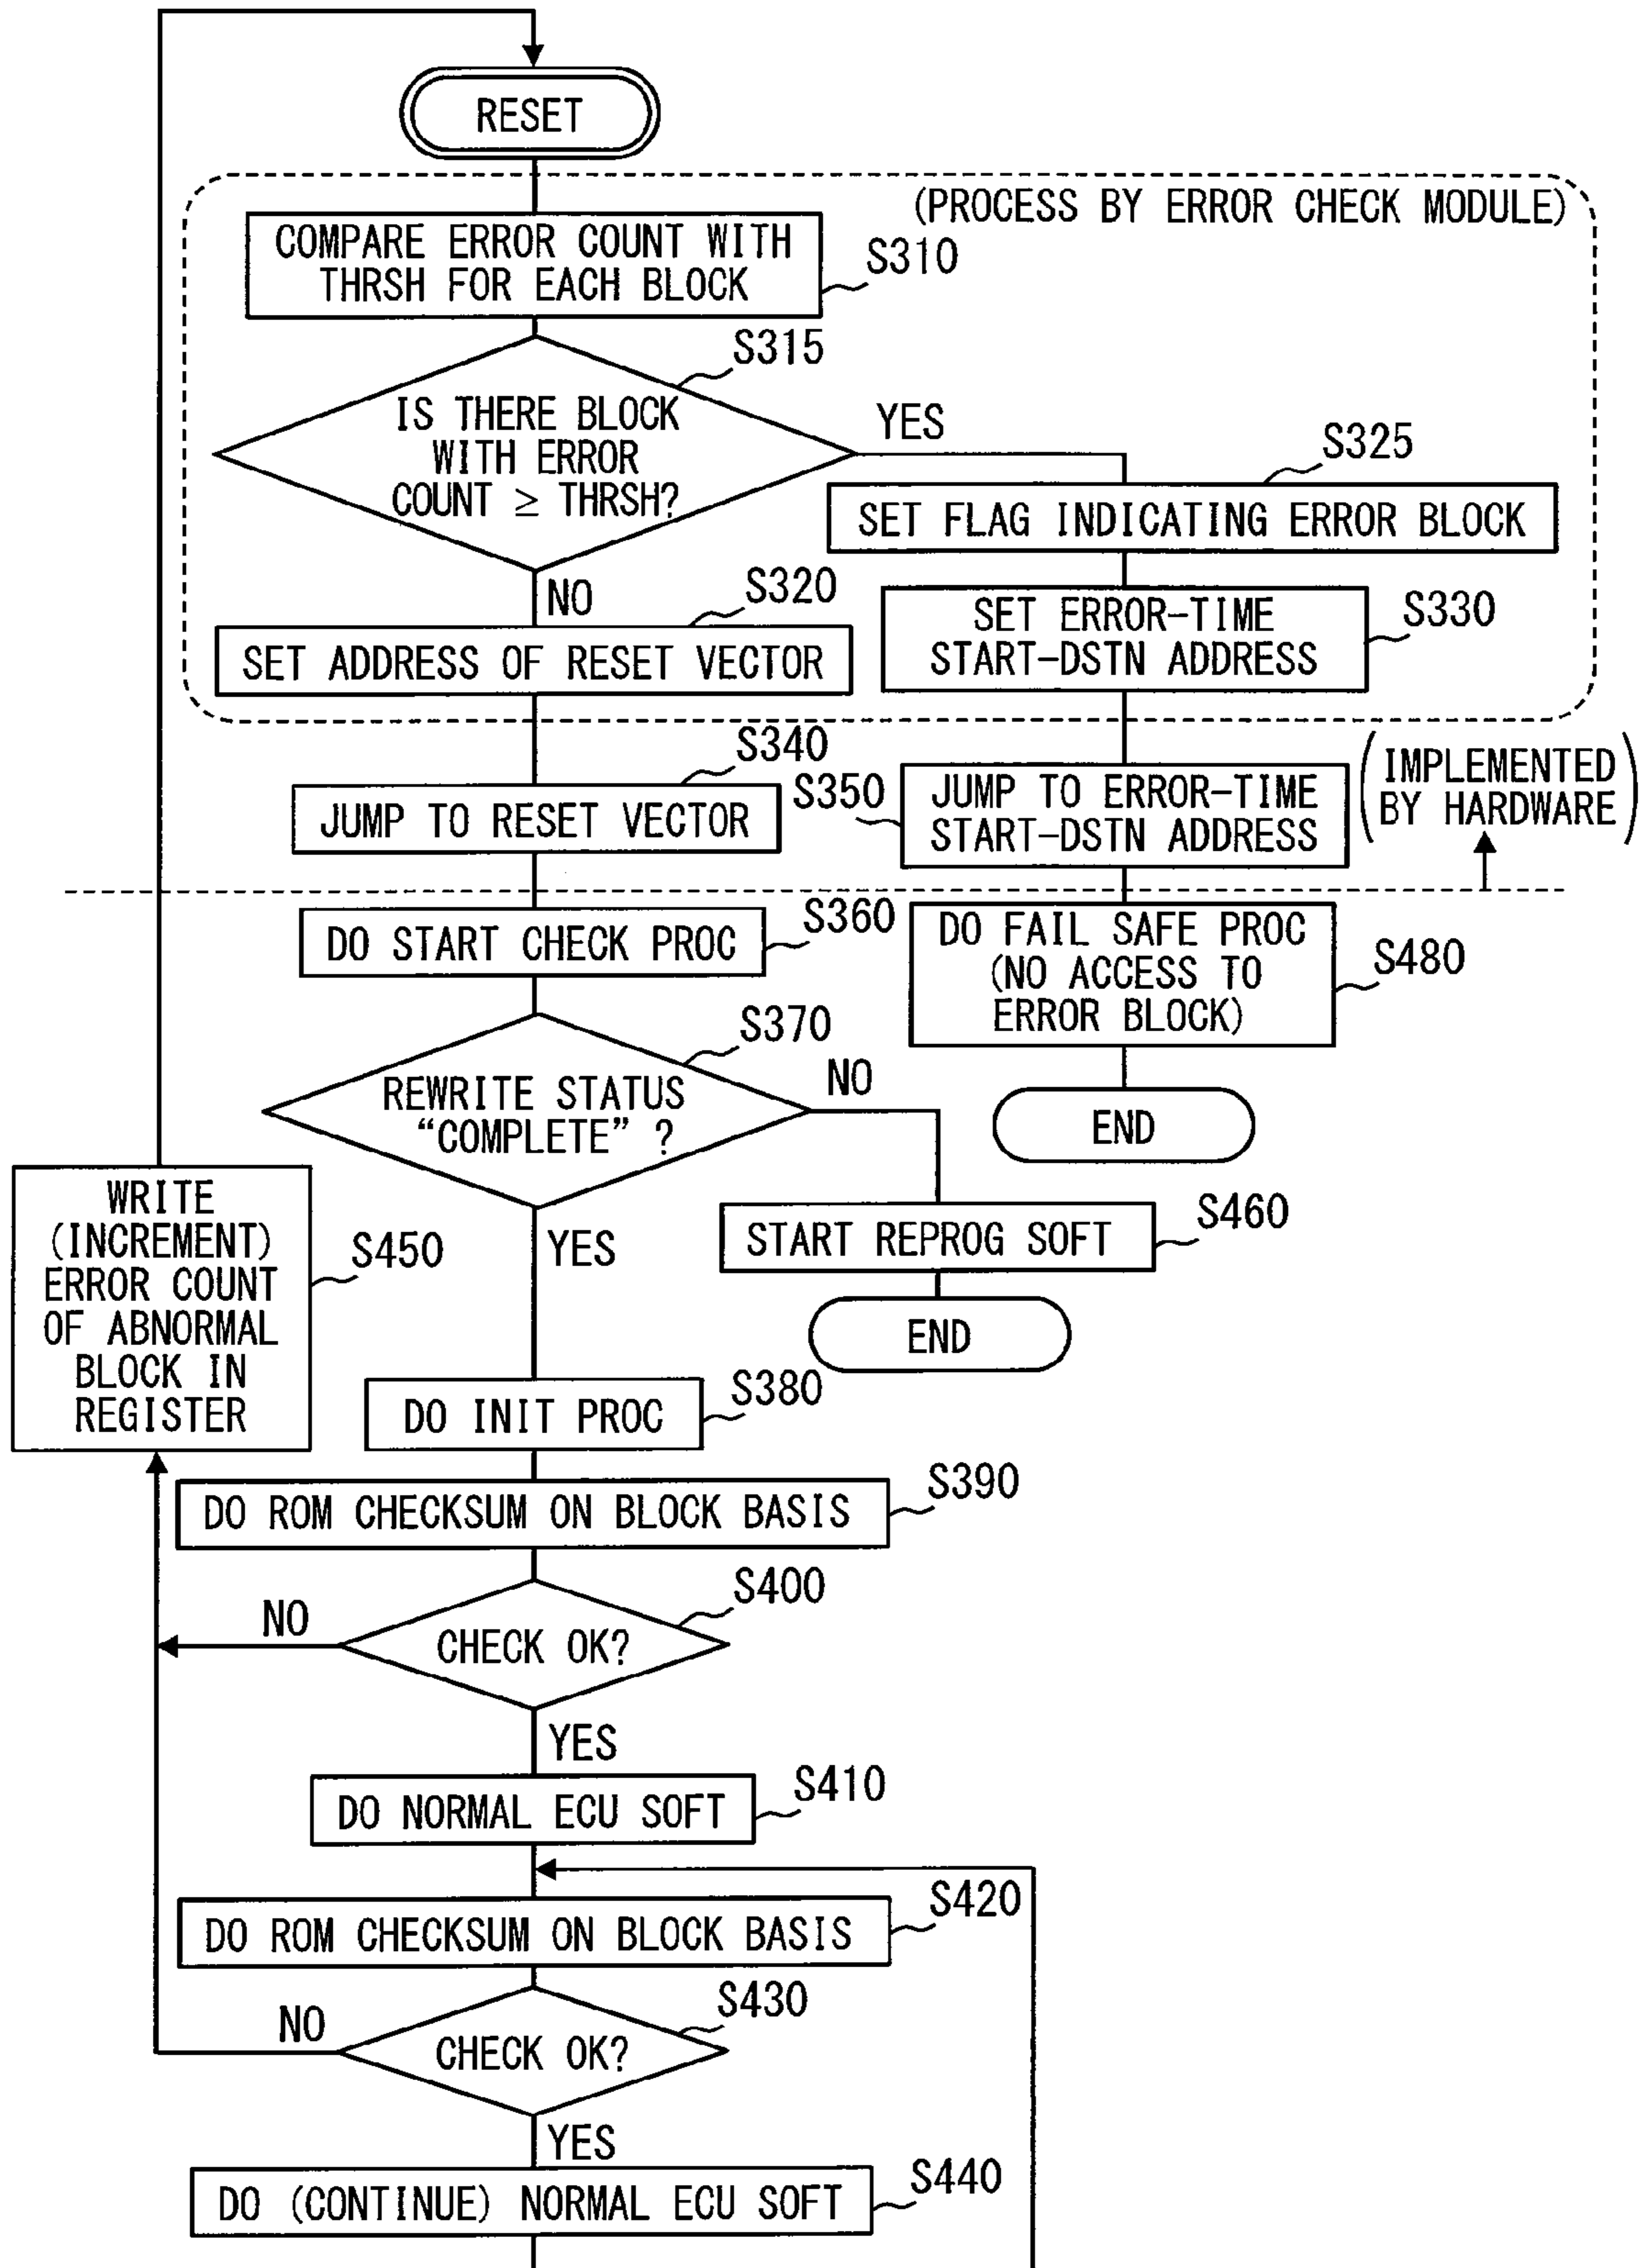 RESET
(PROCESS BY ERROR CHECK MODULE)
COMPARE ERROR COUNT WITH
THRSH FOR EACH BLOCK
S310
S315
IS THERE BLOCK
WITH ERROR
COUNT ≥ THRSH?
YES
S325
SET FLAG INDICATING ERROR BLOCK
NO
S320
SET ADDRESS OF RESET VECTOR
SET ERROR-TIME
START-DSTN ADDRESS
S330
S340
JUMP TO RESET VECTOR
S350
JUMP TO ERROR-TIME
START-DSTN ADDRESS
(IMPLEMENTED
BY HARDWARE)
S360
DO START CHECK PROC
DO FAIL SAFE PROC
(NO ACCESS TO
ERROR BLOCK)
S480
END
S370
REWRITE STATUS
“COMPLETE” ?
NO
YES
START REPROG SOFT
S460
END
WRITE
(INCREMENT)
ERROR COUNT
OF ABNORMAL
BLOCK IN
REGISTER
S450
S380
DO INIT PROC
S390
DO ROM CHECKSUM ON BLOCK BASIS
S400
CHECK OK?
NO
YES
S410
DO NORMAL ECU SOFT
S420
DO ROM CHECKSUM ON BLOCK BASIS
S430
CHECK OK?
NO
YES
S440
DO (CONTINUE) NORMAL ECU SOFT